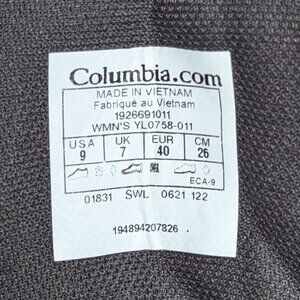 Columbia.com
MADE IN VIETNAM
Fabriqué au Vietnam
1926691011
WMN'S YL0758-011
USA UK EUR CM
9 7 40 26
ECA-9
01831 SWL 0621 122
194894207826